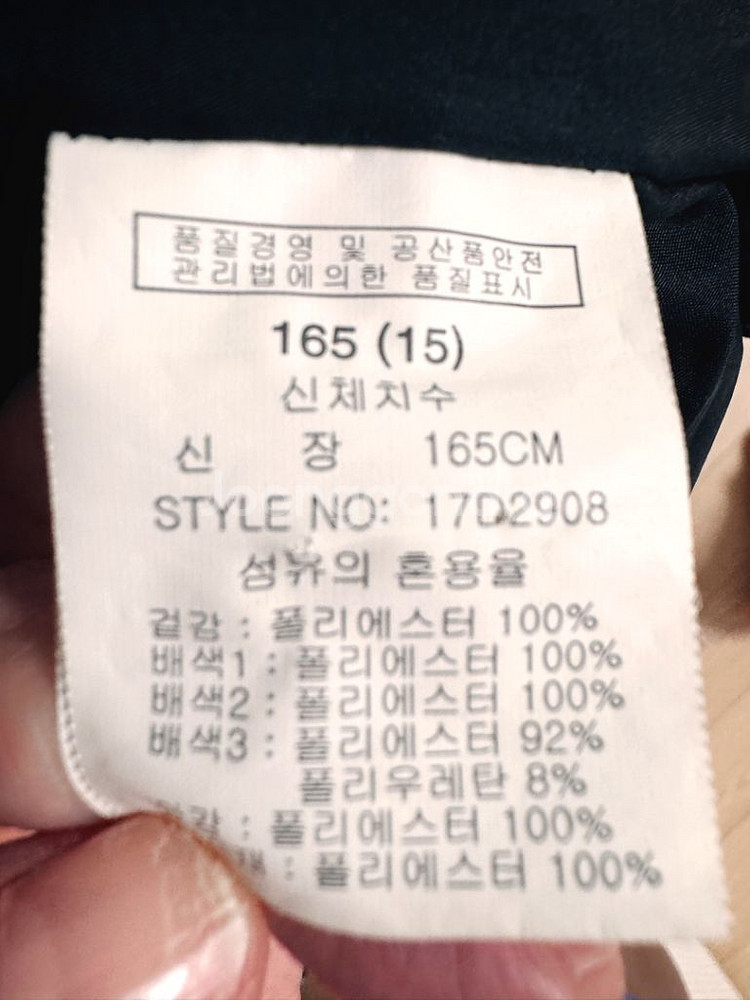 품질경영 및 공산품안전
관리법에의한 품질표시
165 (15)
신체치수
신 장 165CM
STYLE NO: 17D2908
섬유의 혼용율
겉감 : 폴리에스터 100%
배색1 : 폴리에스터 100%
배색2 : 폴리에스터 100%
배색3 : 폴리에스터 92%
폴리우레탄 8%
: 폴리에스터 100%
: 폴리에스터 100%